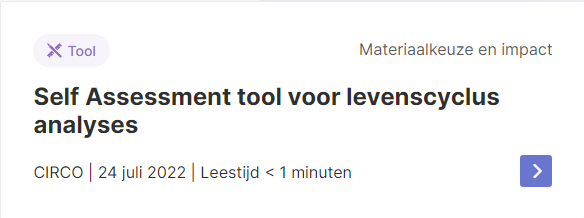 Tool
Materiaalkeuze en impact
Self Assessment tool voor levenscyclus
analyses
CIRCO | 24 juli 2022 | Leestijd < 1 minuten